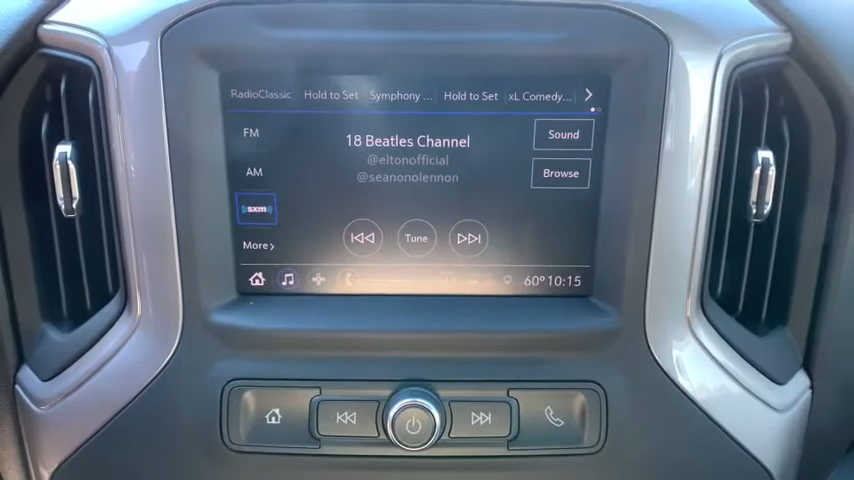 RadioClassic Hold to Set Symphony ... Hold to Set xL Comedy...
FM
18 Beatles Channel
Sound
@eltonofficial
AM
@seanonolennon
Browse
sxm
More
Tune
60° 10:15